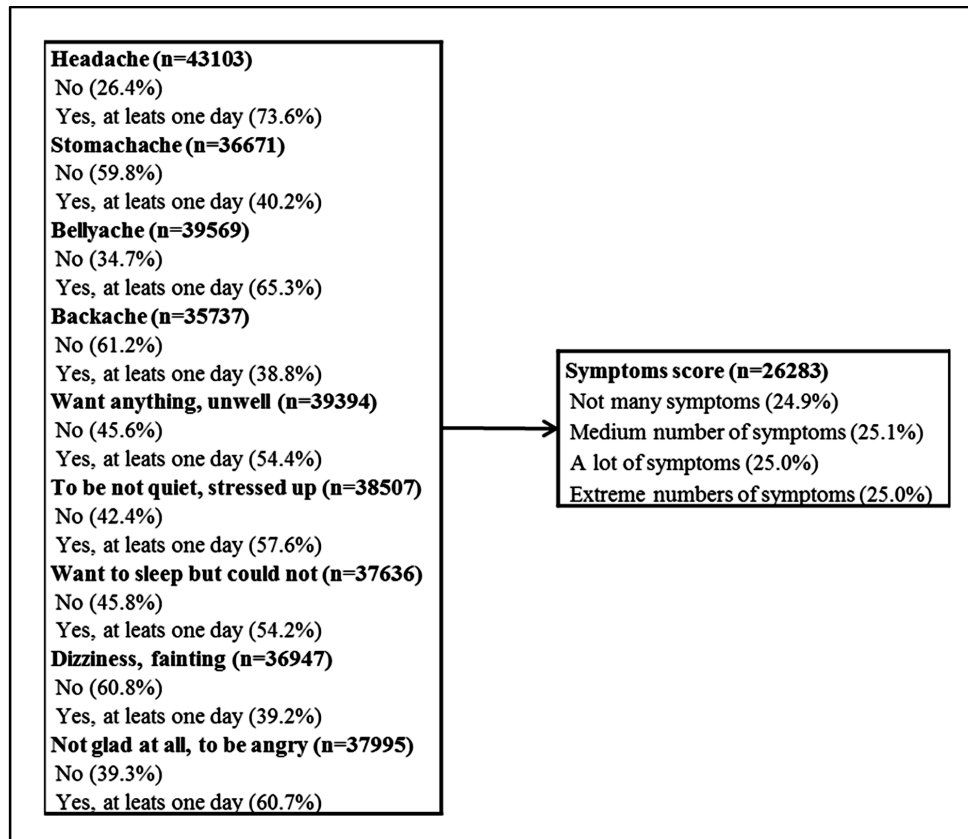 Headache (n=43103)
No (26.4%)
Yes, at leats one day (73.6%)
Stomachache (n=36671)
No (59.8%)
Yes, at leats one day (40.2%)
Bellyache (n=39569)
No (34.7%)
Yes, at leats one day (65.3%)
Backache (n=35737)
No (61.2%)
Yes, at leats one day (38.8%)
Want anything, unwell (n=39394)
No (45.6%)
Yes, at leats one day (54.4%)
To be not quiet, stressed up (n=38507)
No (42.4%)
Yes, at leats one day (57.6%)
Want to sleep but could not (n=37636)
No (45.8%)
Yes, at leats one day (54.2%)
Dizziness, fainting (n=36947)
No (60.8%)
Yes, at leats one day (39.2%)
Not glad at all, to be angry (n=37995)
No (39.3%)
Yes, at leats one day (60.7%)
Symptoms score (n=26283)
Not many symptoms (24.9%)
Medium number of symptoms (25.1%)
A lot of symptoms (25.0%)
Extreme numbers of symptoms (25.0%)